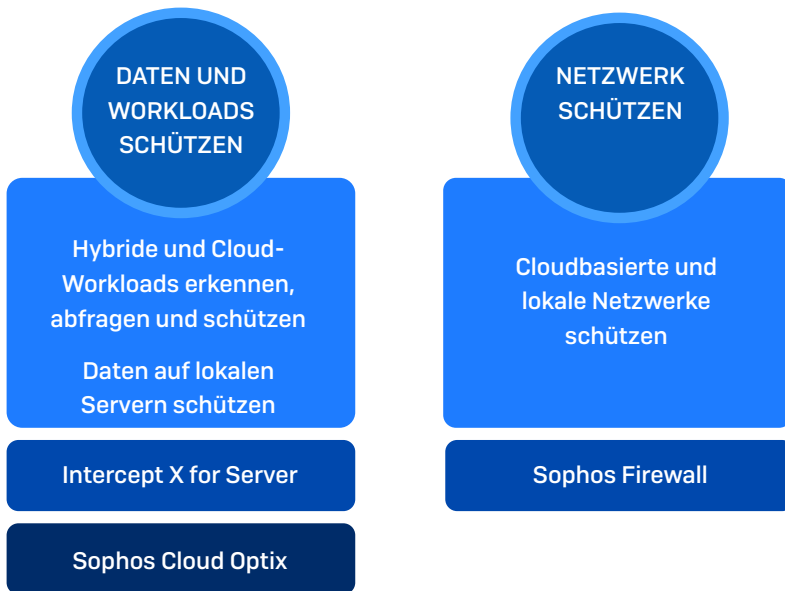 DATEN UND
WORKLOADS
SCHÜTZEN
Hybride und Cloud-
Workloads erkennen,
abfragen und schützen
Daten auf lokalen
Servern schützen
Intercept X for Server
Sophos Cloud Optix
NETZWERK
SCHÜTZEN
Cloudbasierte und
lokale Netzwerke
schützen
Sophos Firewall